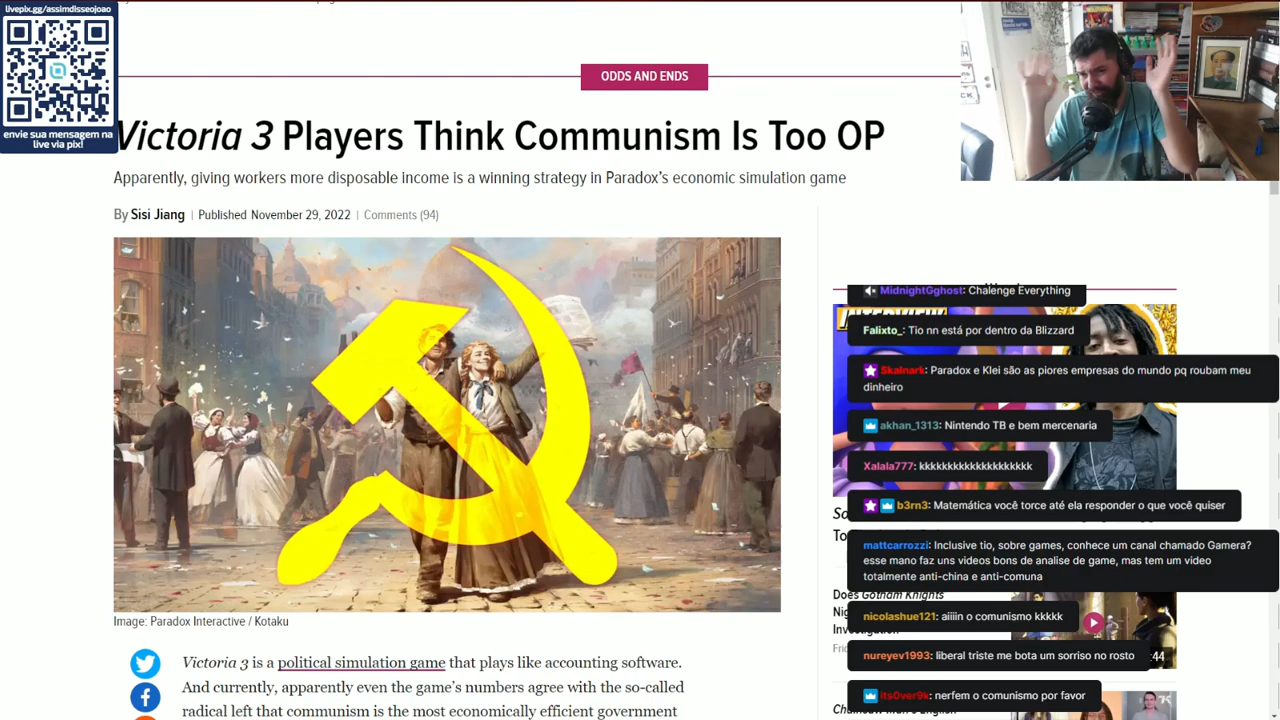 livepix.gg/assimdisseojoao
envie sua mensagem na
live via pix!
ODDS AND ENDS
Victoria 3 Players Think Communism Is Too OP
Apparently, giving workers more disposable income is a winning strategy in Paradox's economic simulation game
By Sisi Jiang | Published November 29, 2022 | Comments (94)
Image: Paradox Interactive / Kotaku
Victoria 3 is a political simulation game that plays like accounting software.
And currently, apparently even the game's numbers agree with the so-called
radical left that communism is the most economically efficient government
INTERVIEW
MidnightGghost: Chalenge Everything
Falixto_: Tio nn está por dentro da Blizzard
Skalnark: Paradox e Klei são as piores empresas do mundo pq roubam meu
dinheiro
akhan_1313: Nintendo TB e bem mercenaria
Xalala777: kkkkkkkkkkkkkkkkkkkk
b3rn3: Matemática você torce até ela responder o que você quiser
mattcarrozzi: Inclusive tio, sobre games, conhece um canal chamado Gamera?
esse mano faz uns videos bons de analise de game, mas tem um video
totalmente anti-china e anti-comuna
Does Gotham Knights
nicolashue121: aiiiin o comunismo kkkkk
nureyev1993: liberal triste me bota um sorriso no rosto
:44
its0ver9k: nerfem o comunismo por favor